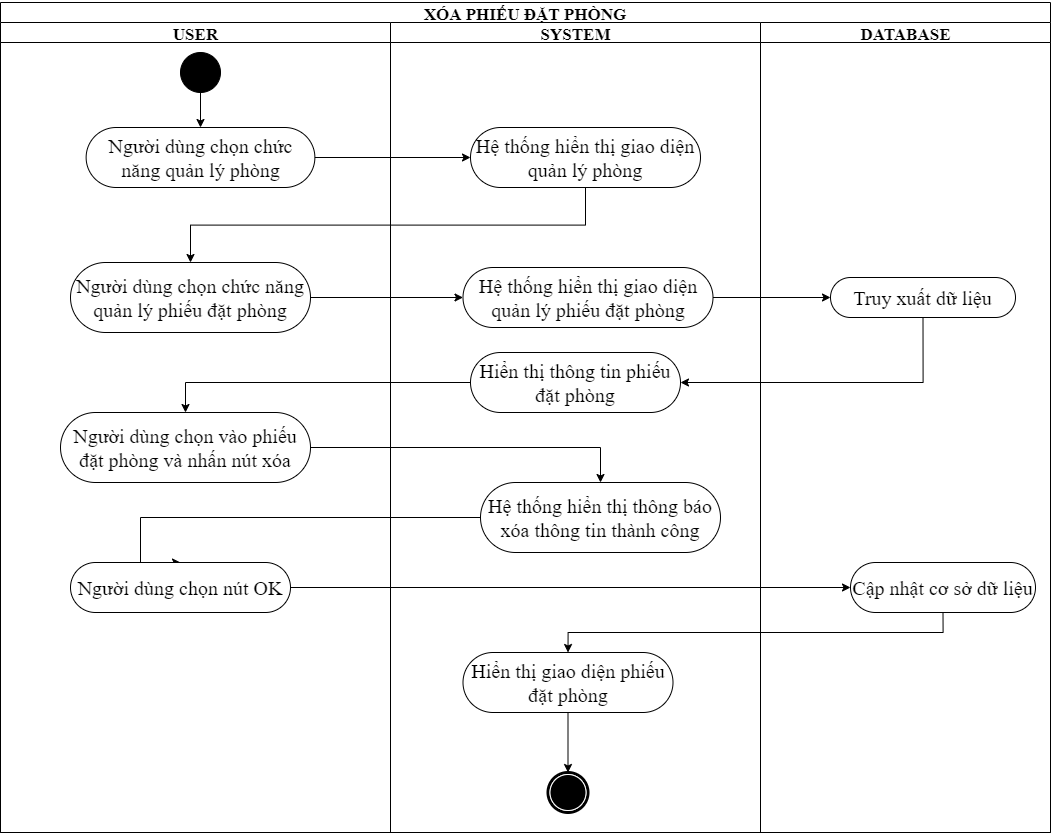 XÓA PHIẾU ĐẶT PHÒNG
USER
SYSTEM
DATABASE
Người dùng chọn chức
năng quản lý phòng
Hệ thống hiển thị giao diện
quản lý phòng
Người dùng chọn chức năng
quản lý phiếu đặt phòng
Hệ thống hiển thị giao diện
quản lý phiếu đặt phòng
Truy xuất dữ liệu
Hiển thị thông tin phiếu
đặt phòng
Người dùng chọn vào phiếu
đặt phòng và nhấn nút xóa
Hệ thống hiển thị thông báo
xóa thông tin thành công
Người dùng chọn nút OK
Cập nhật cơ sở dữ liệu
Hiển thị giao diện phiếu
đặt phòng